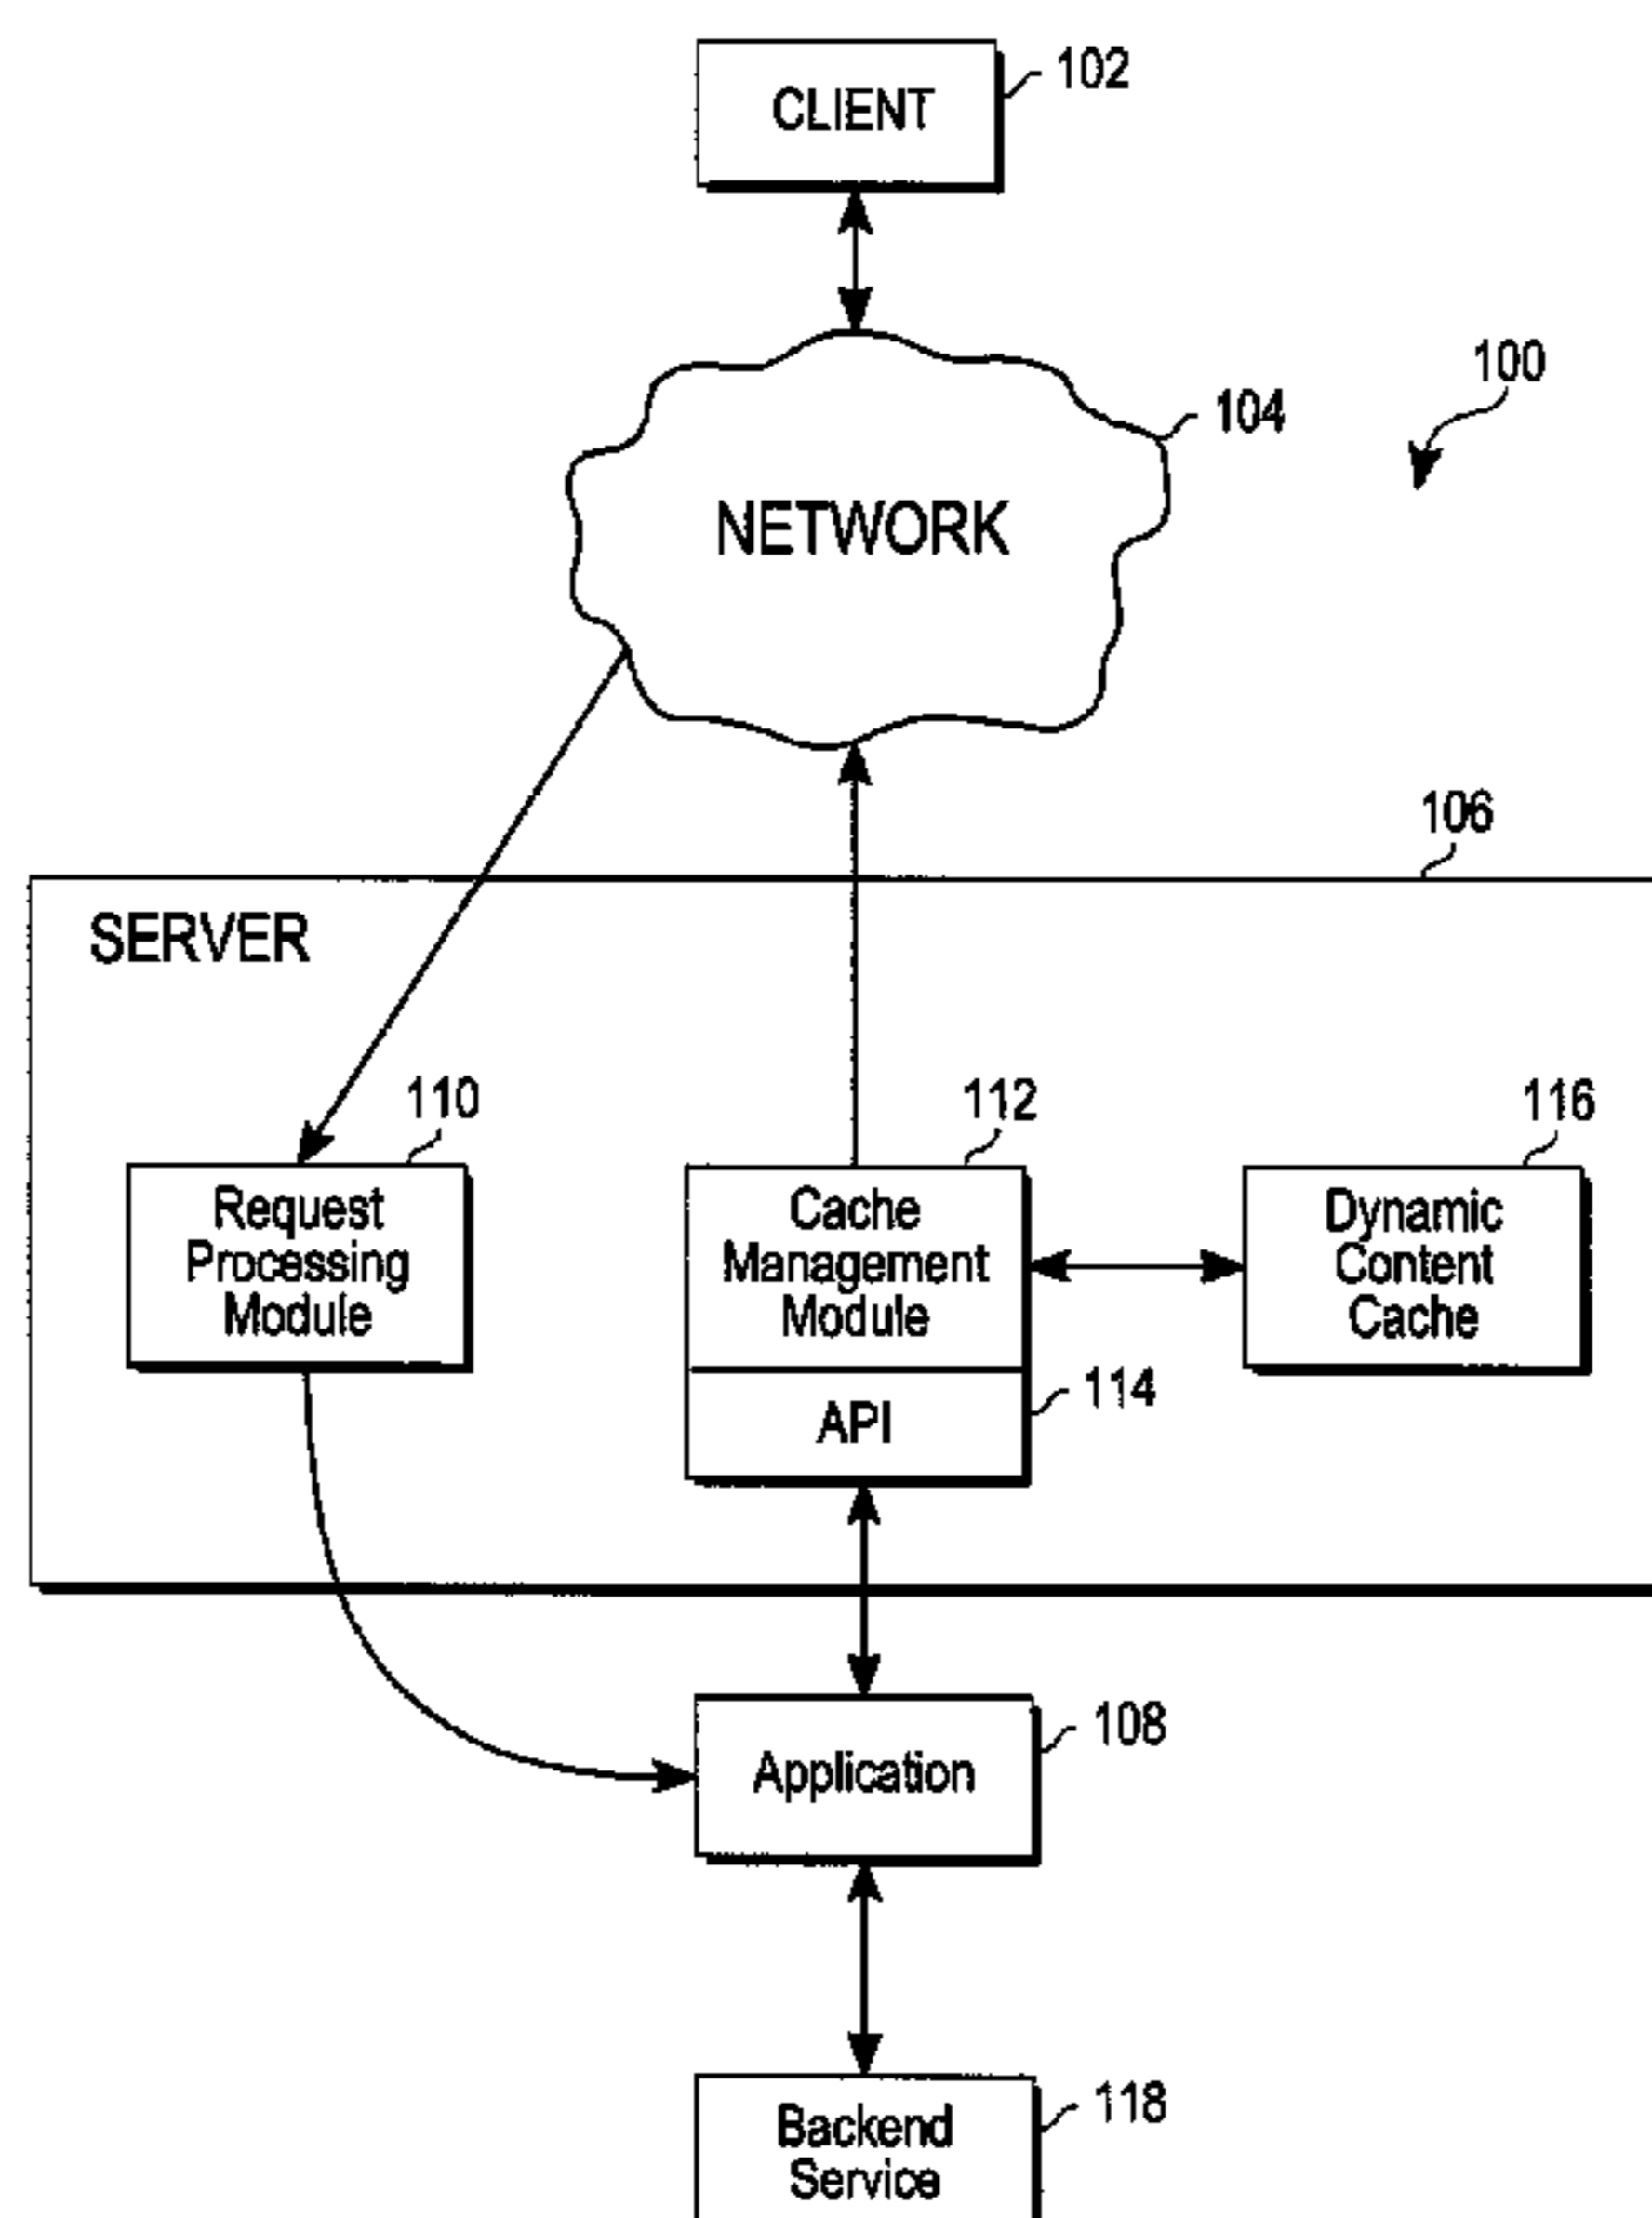 102
CLIENT
100
104
NETWORK
106
SERVER
110
112
116
Request
Processing
Module
Cache
Management
Module
Dynamic
Content
Cache
114
API
108
Application
118
Backend
Service